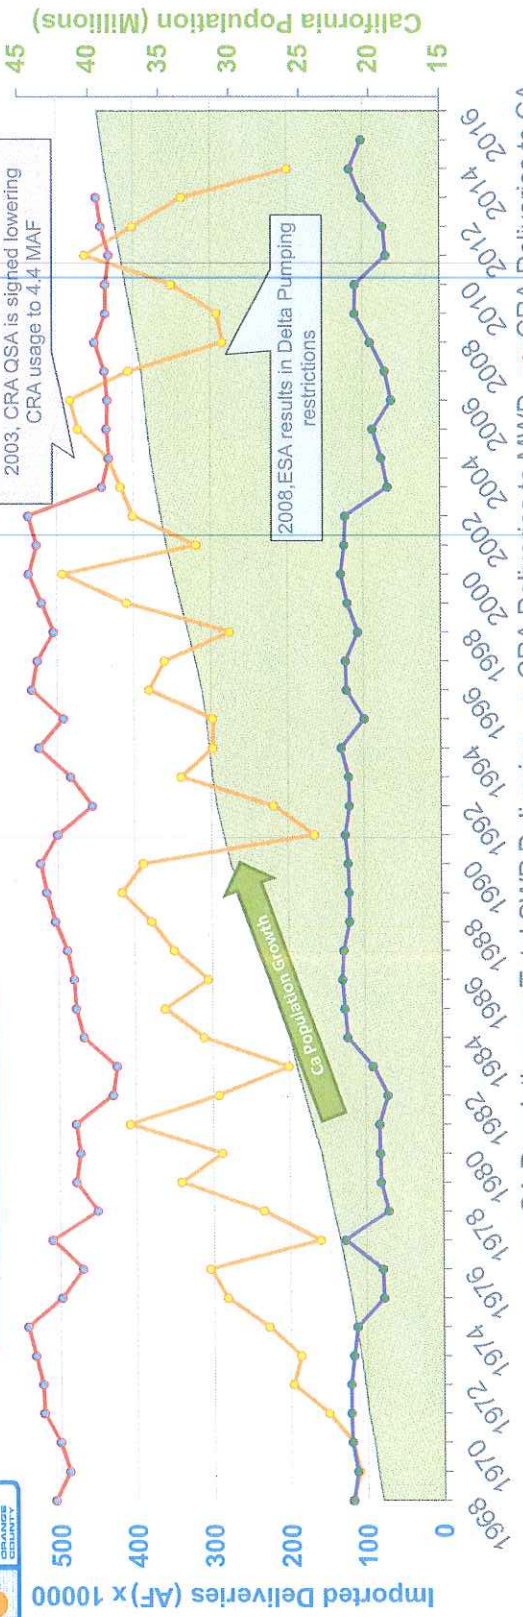 ORANGE
COUNTY
Imported Deliveries (AF) x 10000
500
400
300
200
100
0
California Population (Millions)
45
40
35
30
25
20
15
2003, CRA QSA is signed lowering
CRA usage to 4.4 MAF
2008, ESA results in Delta Pumping
restrictions
Ca Population Growth
1968 1970 1972 1974 1976 1978 1980 1982 1984 1986 1988 1990 1992 1994 1996 1998 2000 2002 2004 2006 2008 2010 2012 2014 2016